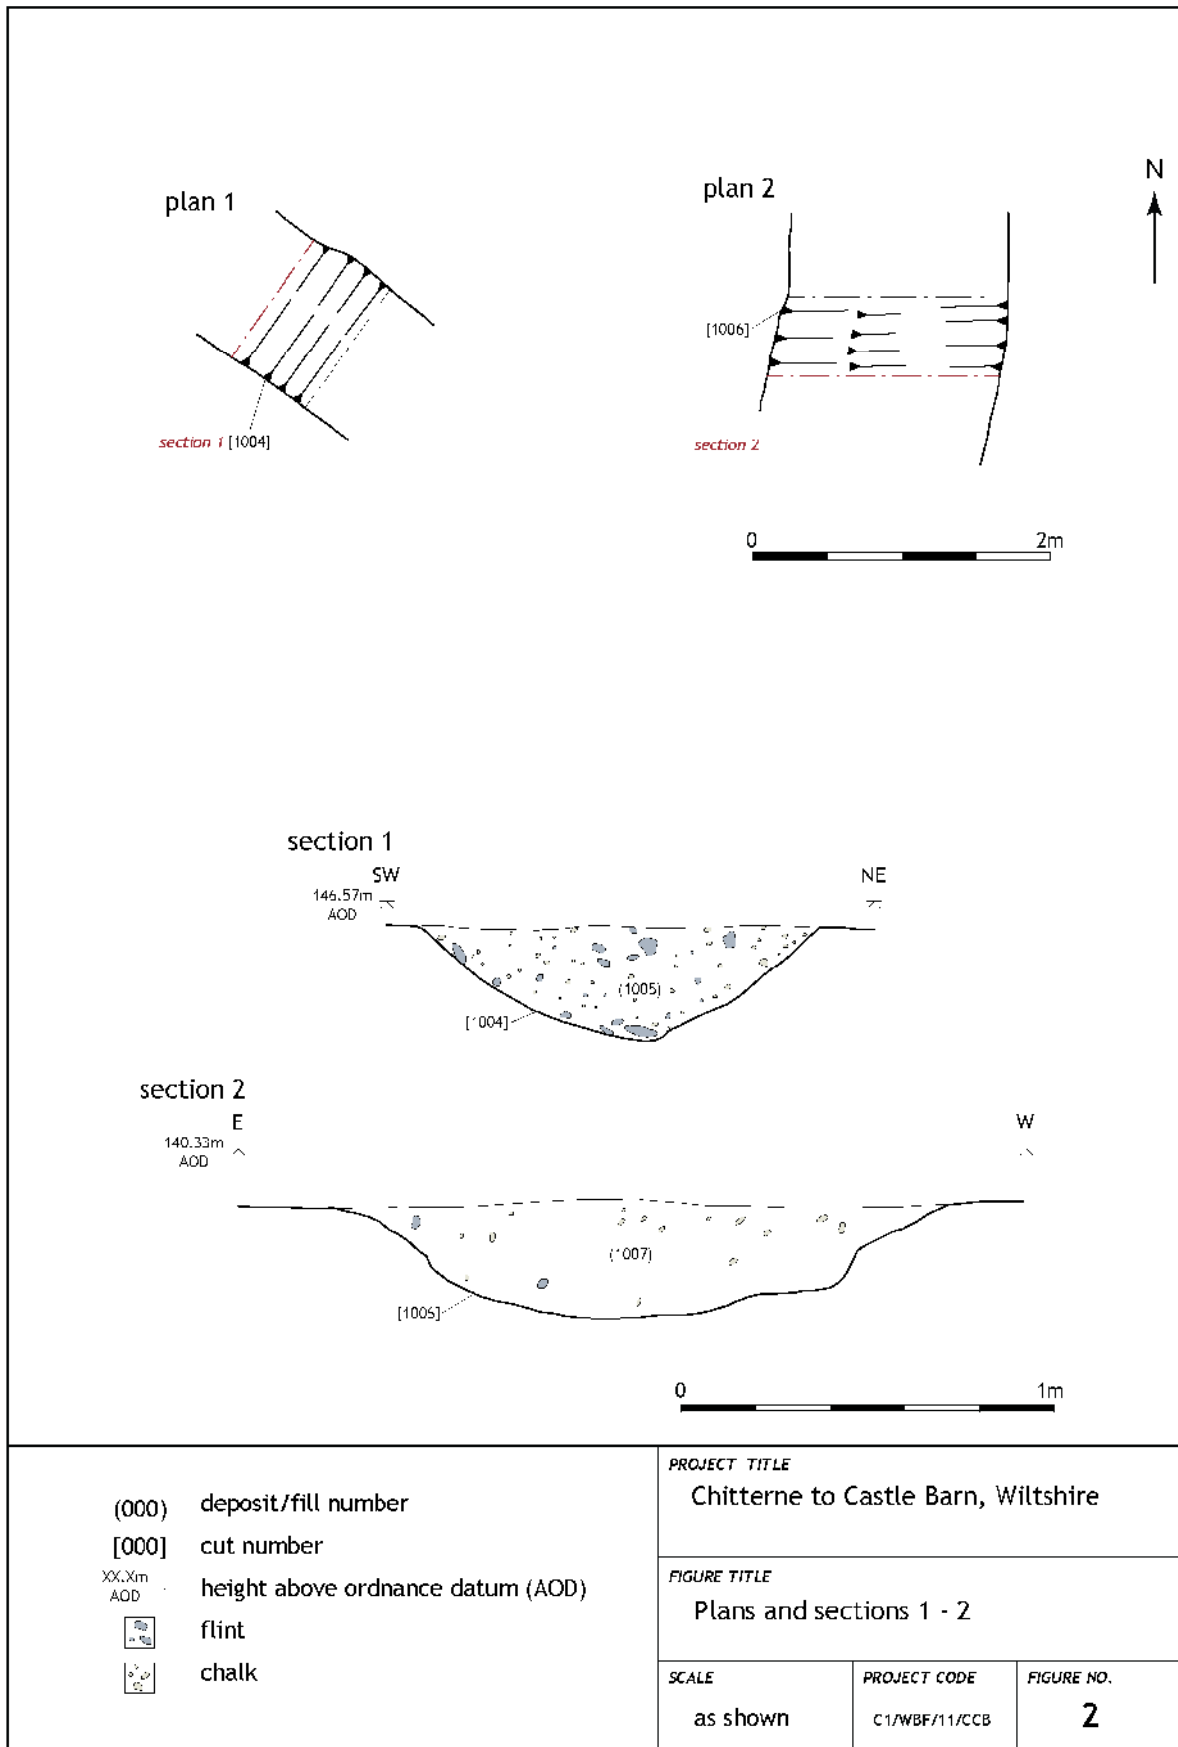 plan 1
plan 2
N
[1006]
section 1 [1004]
section 2
0 2m
section 1
SW NE
146.57m
AOD
(1005)
[1004]
section 2
E W
140.33m
AOD
(1007)
[1006]
0 1m
(000) deposit/fill number
[000] cut number
XX.Xm
AOD height above ordnance datum (AOD)
flint
chalk
PROJECT TITLE
Chitterne to Castle Barn, Wiltshire
FIGURE TITLE
Plans and sections 1 - 2
SCALE PROJECT CODE FIGURE NO.
as shown C1/WBF/11/CCB 2